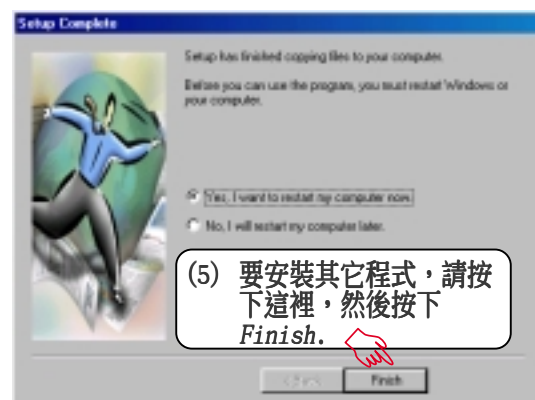 Setup Complete
Setup has finished copying files to your computer.
Before you can use the program, you must restart Windows or
your computer.
Yes, I want to restart my computer now.
No, I will restart my computer later.
(5) 要安裝其它程式，請按
下這裡，然後按下
Finish.
< Back Finish